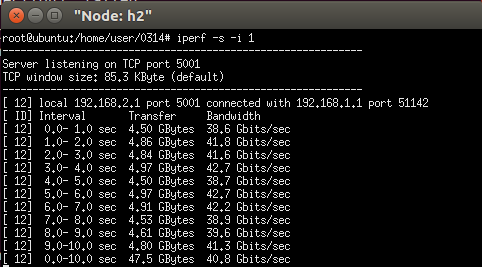 "Node: h2"
root@ubuntu:/home/user/0314# iperf -s -i 1
------------------------------------------------------------
Server listening on TCP port 5001
TCP window size: 85.3 KByte (default)
------------------------------------------------------------
[ 12] local 192.168.2.1 port 5001 connected with 192.168.1.1 port 51142
[ ID] Interval       Transfer     Bandwidth
[ 12]  0.0- 1.0 sec  4.50 GBytes  38.6 Gbits/sec
[ 12]  1.0- 2.0 sec  4.86 GBytes  41.8 Gbits/sec
[ 12]  2.0- 3.0 sec  4.84 GBytes  41.6 Gbits/sec
[ 12]  3.0- 4.0 sec  4.97 GBytes  42.7 Gbits/sec
[ 12]  4.0- 5.0 sec  4.50 GBytes  38.7 Gbits/sec
[ 12]  5.0- 6.0 sec  4.97 GBytes  42.7 Gbits/sec
[ 12]  6.0- 7.0 sec  4.91 GBytes  42.2 Gbits/sec
[ 12]  7.0- 8.0 sec  4.53 GBytes  38.9 Gbits/sec
[ 12]  8.0- 9.0 sec  4.61 GBytes  39.6 Gbits/sec
[ 12]  9.0-10.0 sec  4.80 GBytes  41.3 Gbits/sec
[ 12]  0.0-10.0 sec  47.5 GBytes  40.8 Gbits/sec